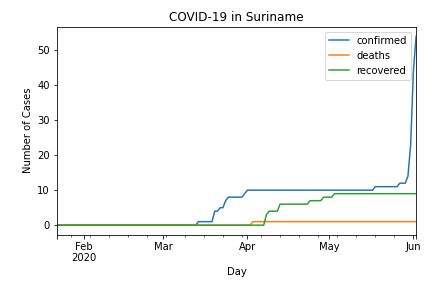 COVID-19 in Suriname
confirmed
deaths
recovered
Number of Cases
50
40
30
20
10
0
Feb
2020
Mar
Apr
May
Jun
Day